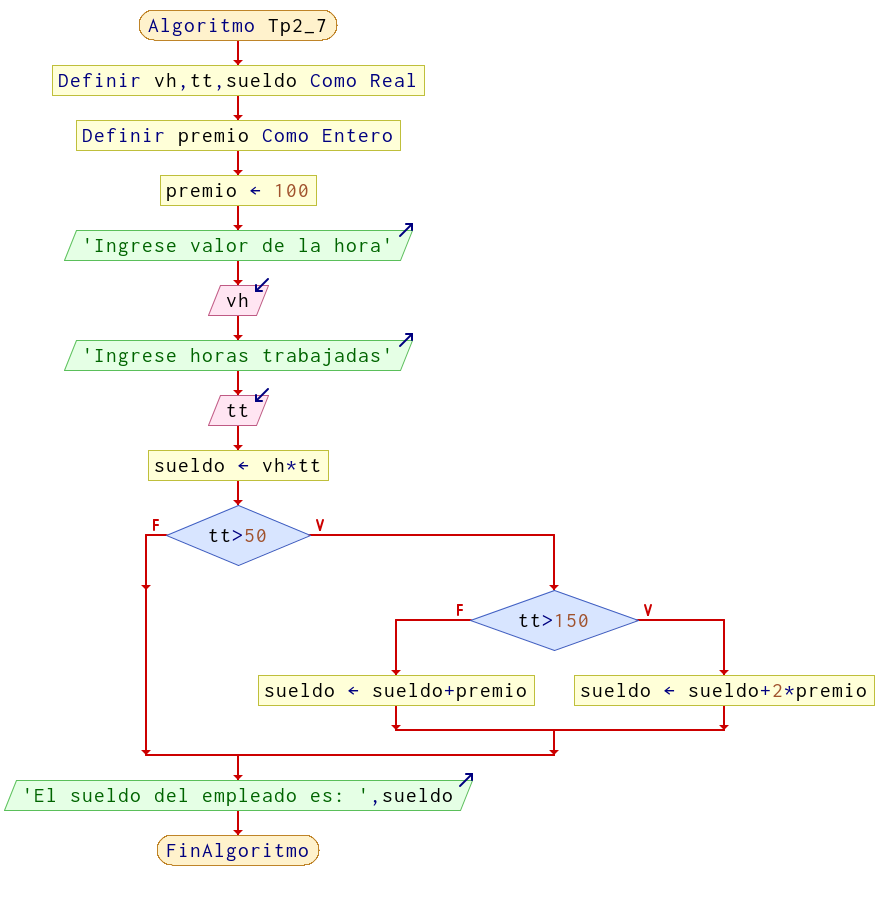 Algoritmo Tp2_7
Definir vh,tt,sueldo Como Real
Definir premio Como Entero
premio ← 100
'Ingrese valor de la hora'
vh
'Ingrese horas trabajadas'
tt
sueldo ← vh*tt
F tt>50 V
F tt>150 V
sueldo ← sueldo+premio
sueldo ← sueldo+2*premio
'El sueldo del empleado es: ',sueldo
FinAlgoritmo